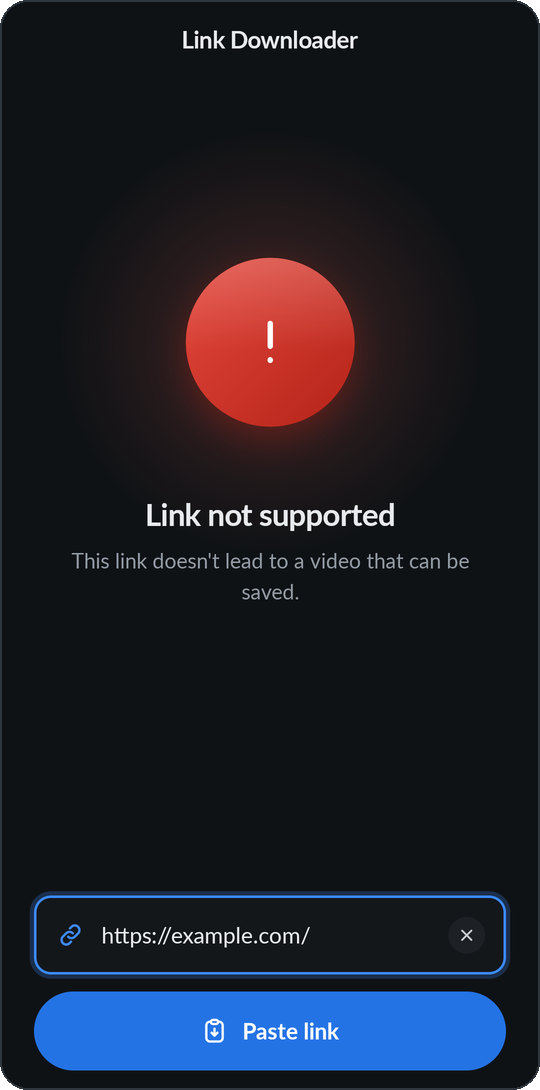 Link Downloader
Link not supported
This link doesn't lead to a video that can be
saved.
https://example.com/
Paste link